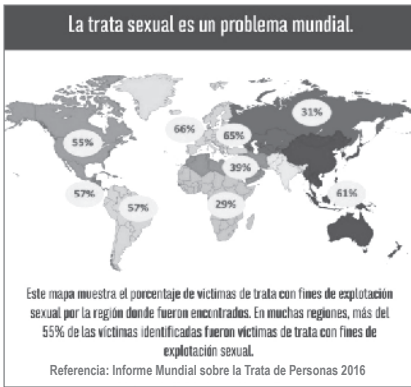 La trata sexual es un problema mundial.
31%
66%
65%
55%
39%
57%
57%
29%
61%
Este mapa muestra el porcentaje de víctimas de trata con fines de explotación
sexual por la región donde fueron encontrados. En muchas regiones, más del
55% de las víctimas identificadas fueron víctimas de trata con fines de
explotación sexual.
Referencia: Informe Mundial sobre la Trata de Personas 2016